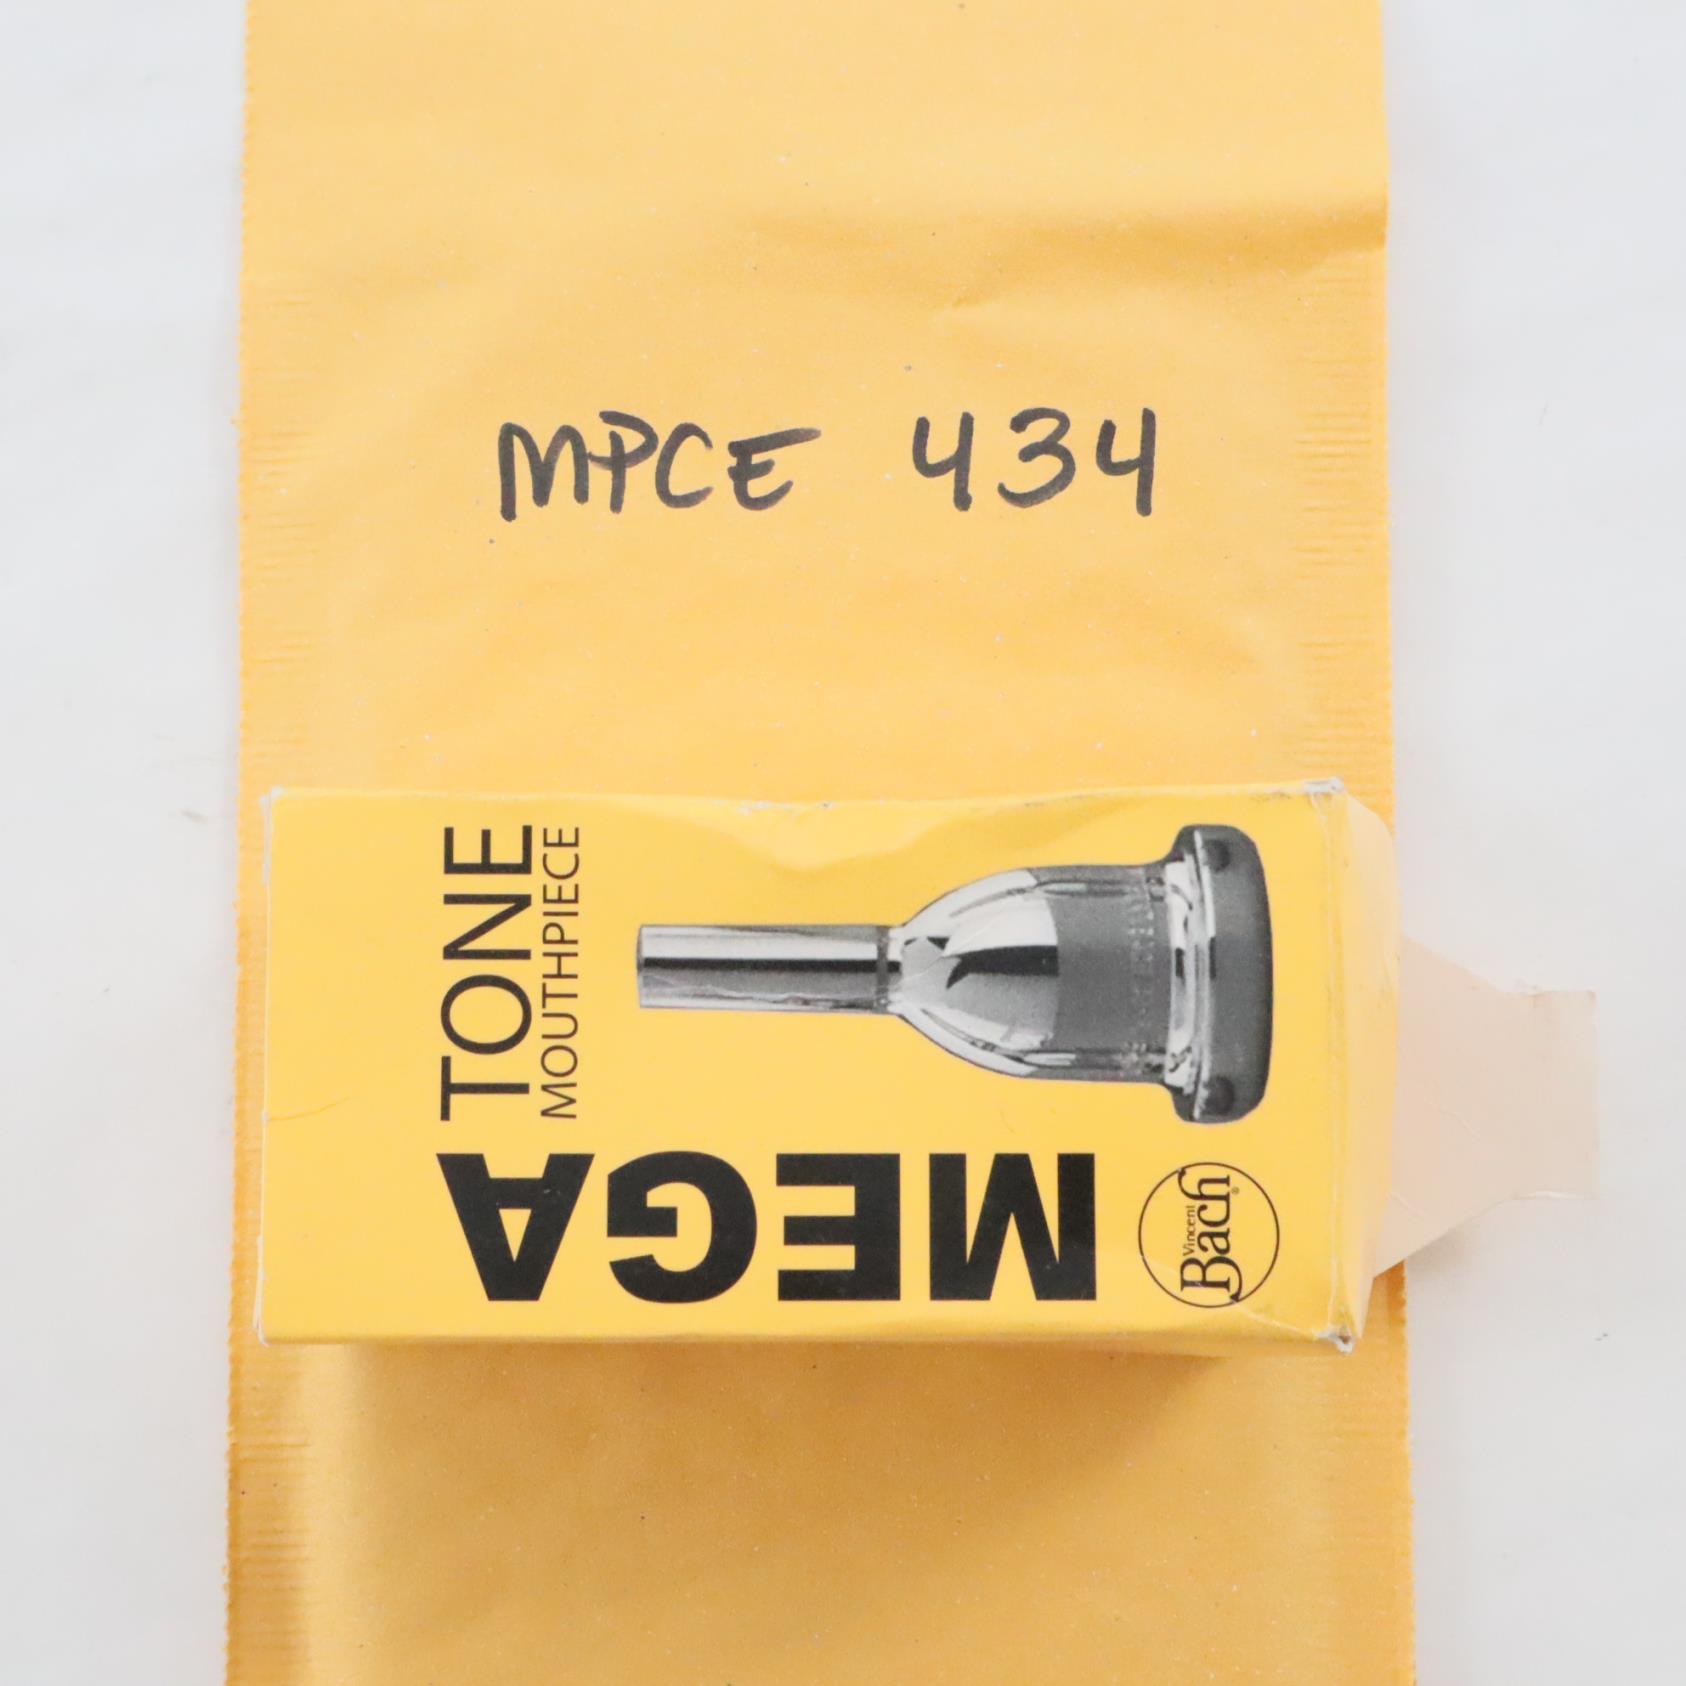 MPCE 434
MEGA TONE
MOUTHPIECE
Vincent
Bach®